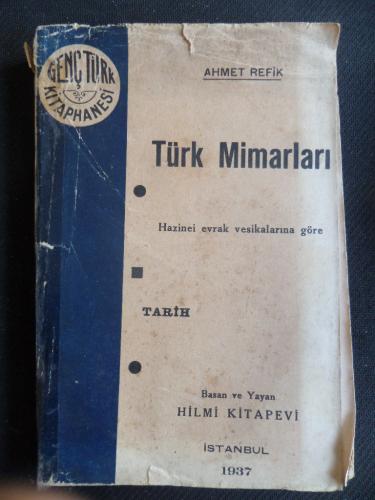 GENÇ TÜRK
KİTAPHANESİ
AHMET REFİK
Türk Mimarları
Hazinei evrak vesikalarına göre
TARİH
Basan ve Yayan
HİLMİ KİTAPEVİ
İSTANBUL
1937